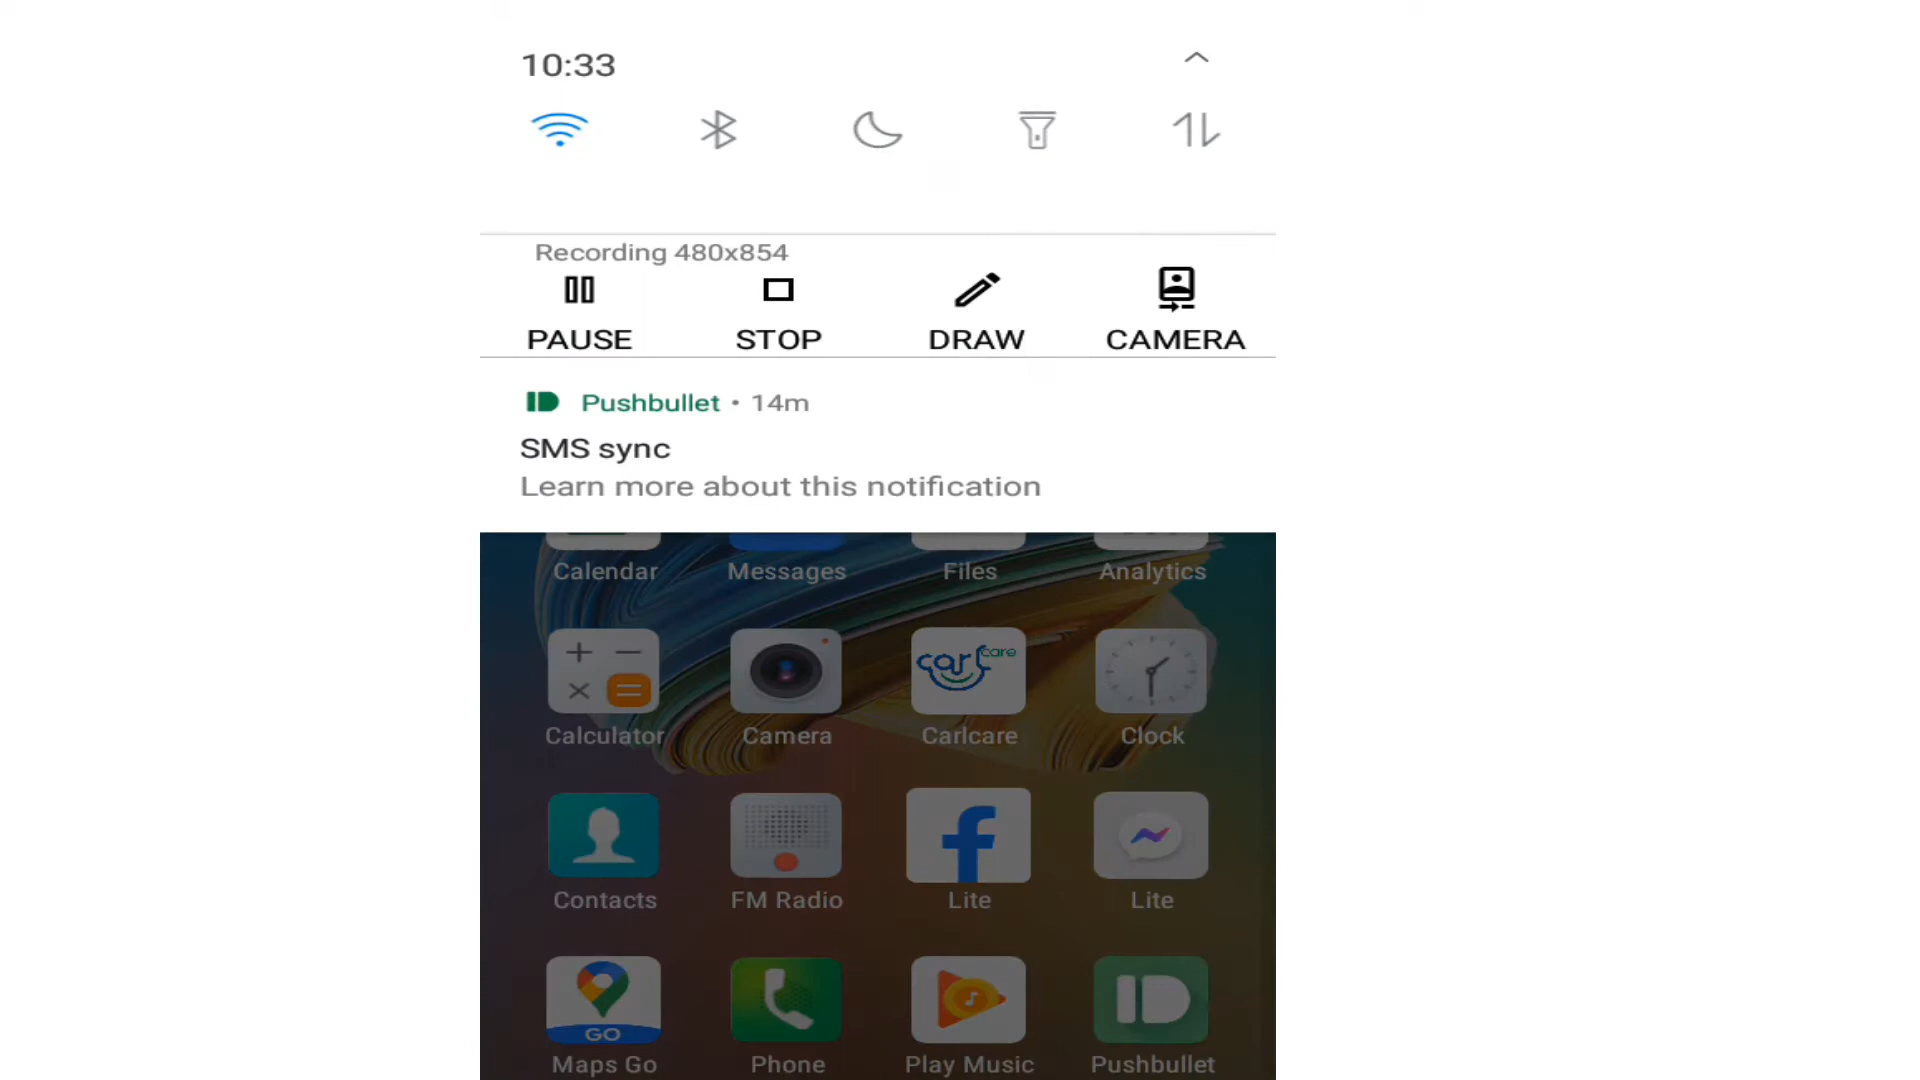 10:33
Recording 480x854
PAUSE STOP DRAW CAMERA
Pushbullet • 14m
SMS sync
Learn more about this notification
Calendar Messages Files Analytics
carlcare
Calculator Camera Carlcare Clock
Contacts FM Radio Lite Lite
GO
Maps Go Phone Play Music Pushbullet